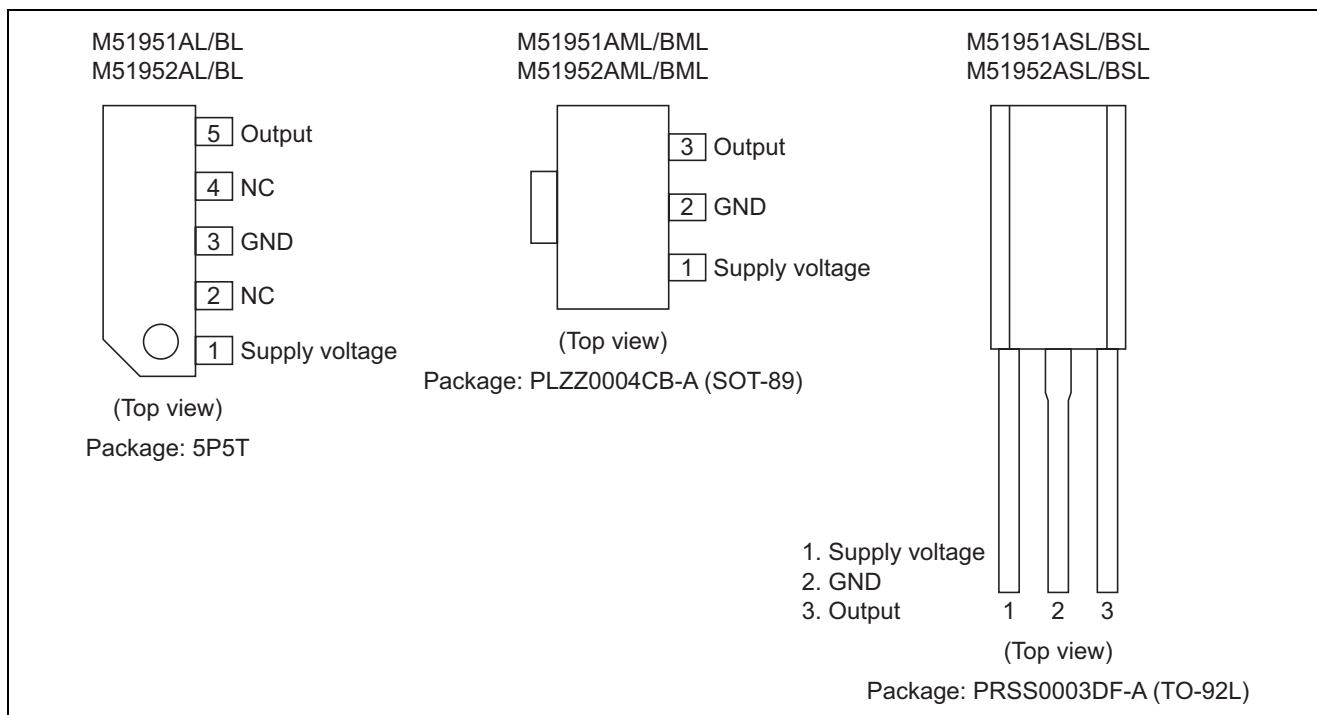 M51951AL/BL
M51952AL/BL
5 Output
4 NC
3 GND
2 NC
1 Supply voltage
(Top view)
Package: 5P5T
M51951AML/BML
M51952AML/BML
3 Output
2 GND
1 Supply voltage
(Top view)
Package: PLZZ0004CB-A (SOT-89)
M51951ASL/BSL
M51952ASL/BSL
1. Supply voltage
2. GND
3. Output
1 2 3
(Top view)
Package: PRSS0003DF-A (TO-92L)